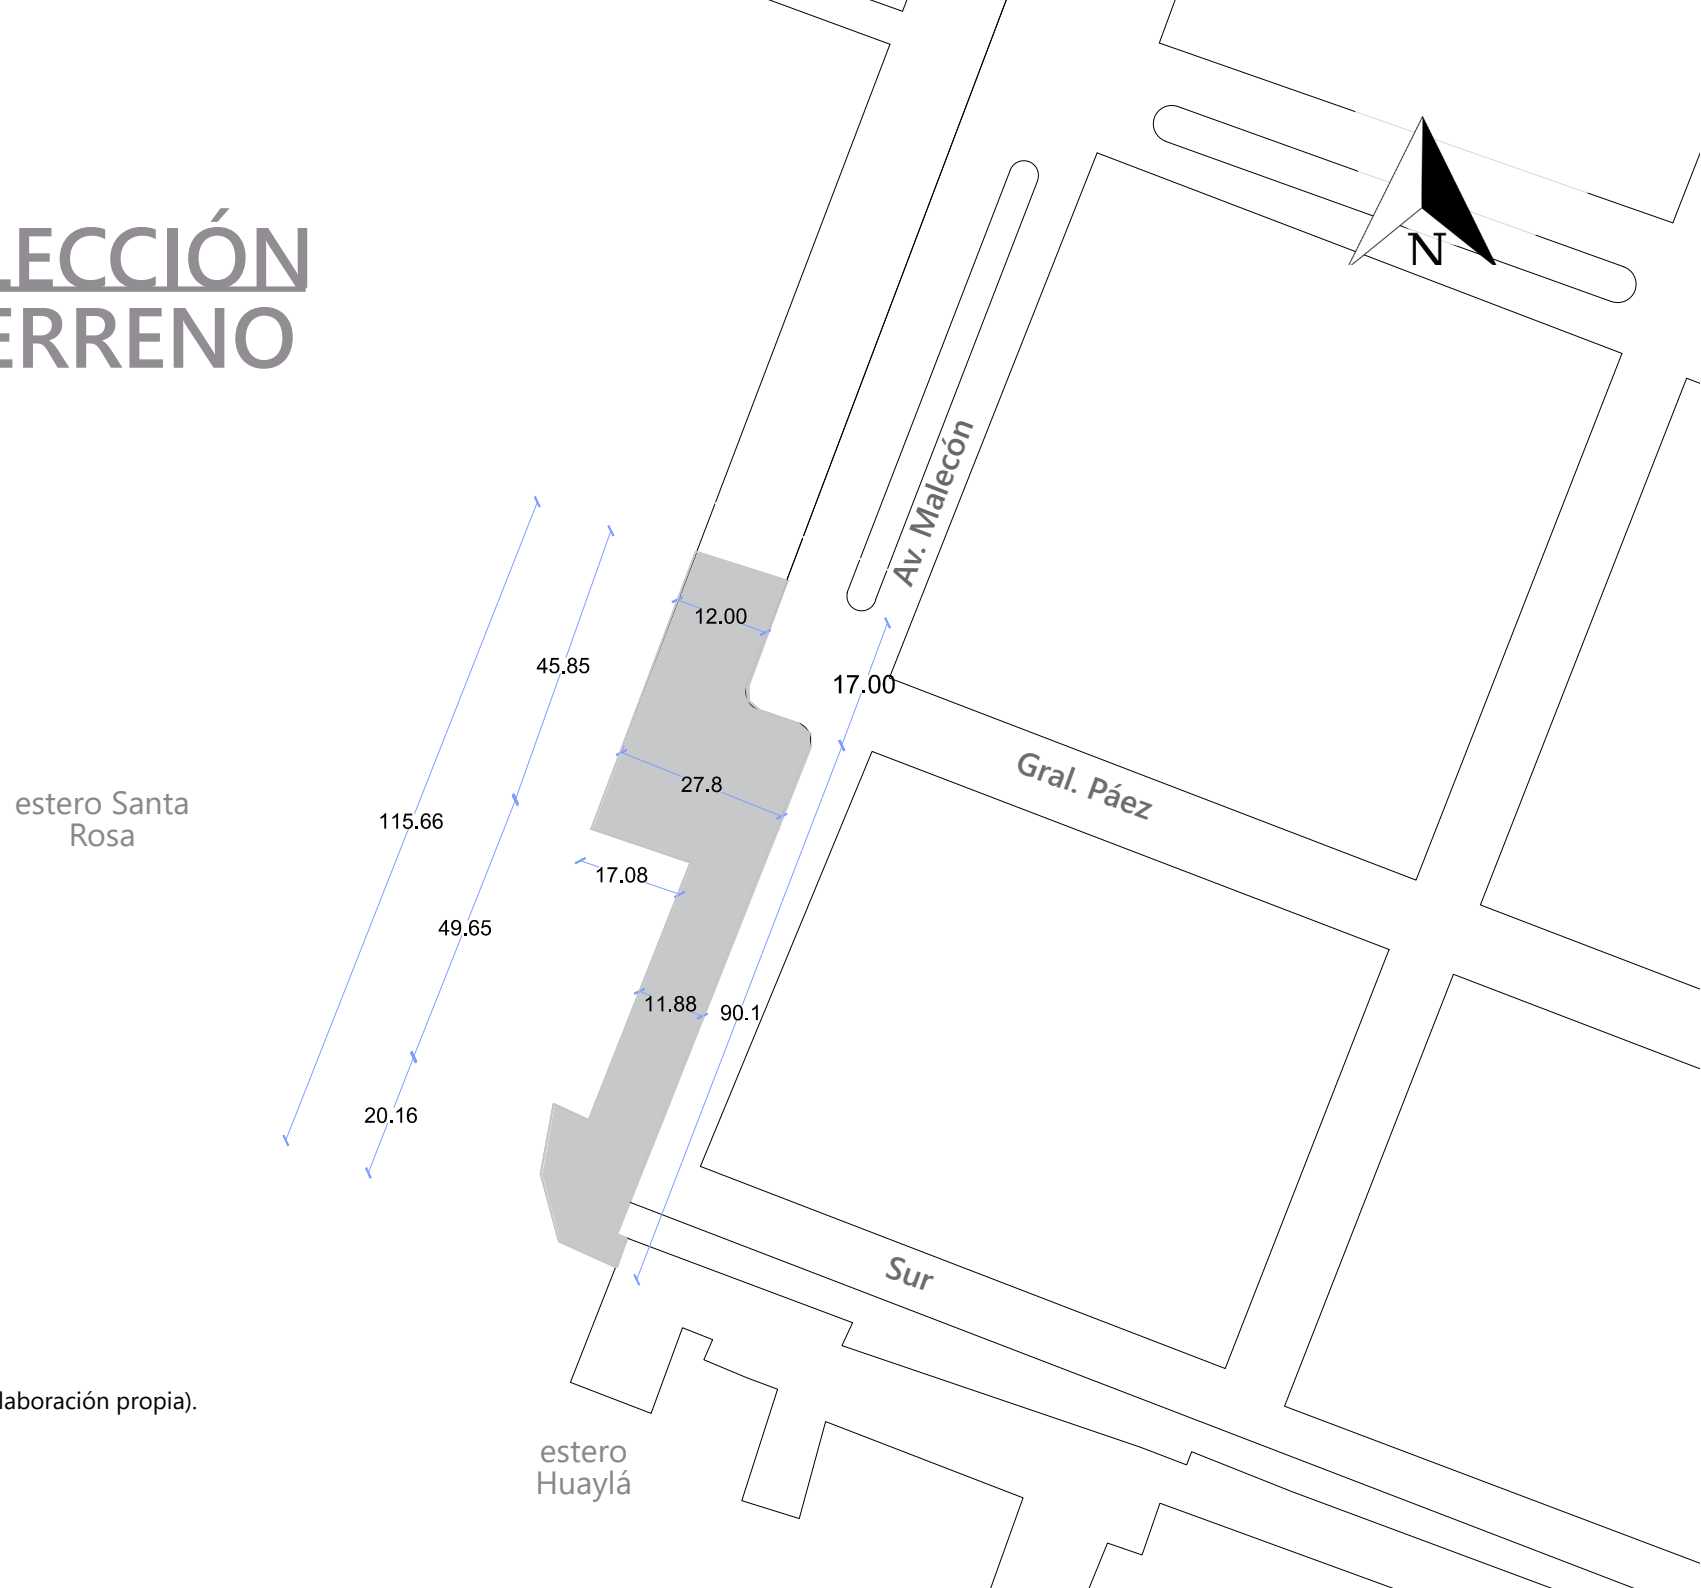 LECCIÓN
ERRENO
N
Av. Malecón
12.00
45.85
17.00
Gral. Páez
27.8
estero Santa
Rosa
115.66
17.08
49.65
11.88
90.1
20.16
Sur
laboración propia).
estero
Huaylá